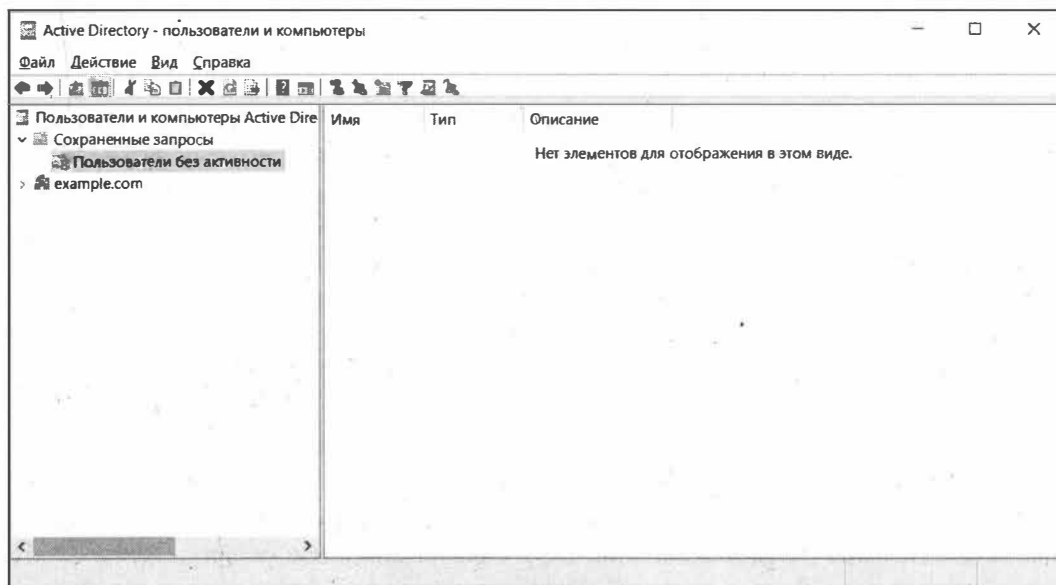 Active Directory - пользователи и компьютеры
Файл Действие Вид Справка
Пользователи и компьютеры Active Dire
Имя Тип Описание
Сохраненные запросы
Нет элементов для отображения в этом виде.
Пользователи без активности
example.com